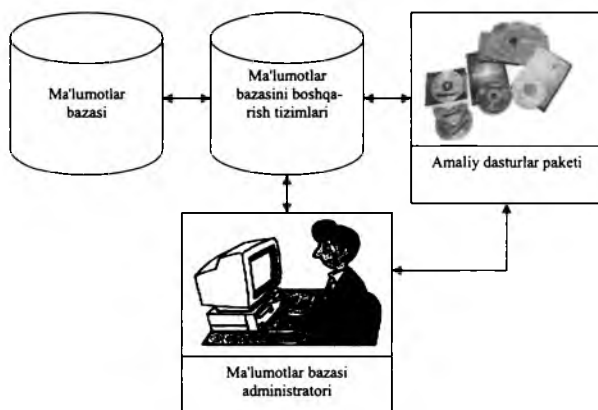 Ma'lumotlar
bazasi
Ma'lumotlar
bazasini boshqa-
rish tizimlari
Amaliy dasturlar paketi
Ma'lumotlar bazasi
administratori